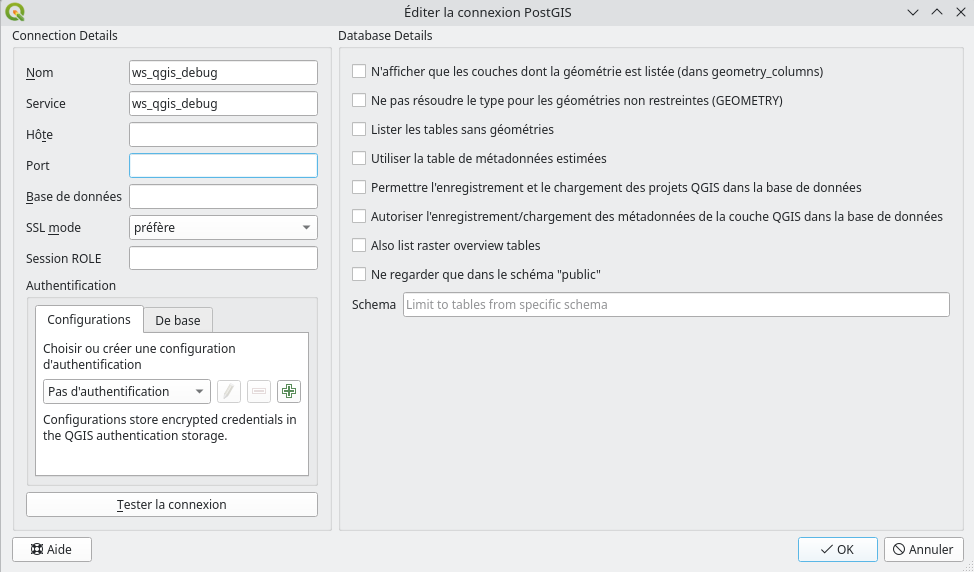 Éditer la connexion PostGIS
Connection Details
Nom
ws_qgis_debug
Service
ws_qgis_debug
Hôte
Port
Base de données
SSL mode
préfère
Session ROLE
Authentification
Configurations
De base
Choisir ou créer une configuration
d'authentification
Pas d'authentification
Configurations store encrypted credentials in
the QGIS authentication storage.
Tester la connexion
Database Details
N'afficher que les couches dont la géométrie est listée (dans geometry_columns)
Ne pas résoudre le type pour les géométries non restreintes (GEOMETRY)
Lister les tables sans géométries
Utiliser la table de métadonnées estimées
Permettre l'enregistrement et le chargement des projets QGIS dans la base de données
Autoriser l'enregistrement/chargement des métadonnées de la couche QGIS dans la base de données
Also list raster overview tables
Ne regarder que dans le schéma "public"
Schema
Limit to tables from specific schema
Aide
OK
Annuler